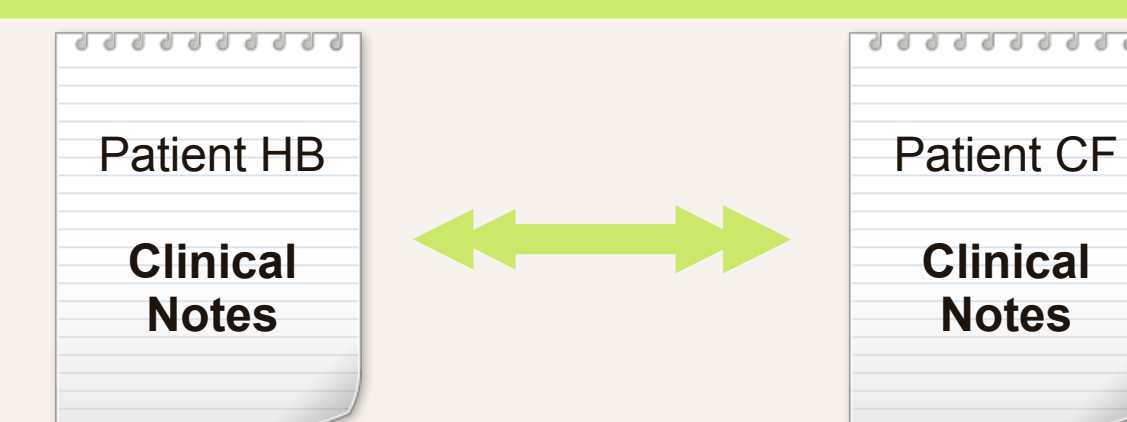 Patient HB
Clinical
Notes
Patient CF
Clinical
Notes